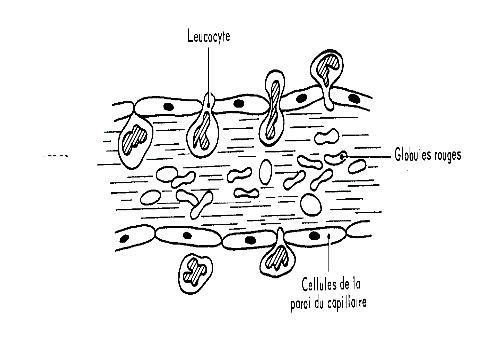 Leucocyte
Globules rouges
Cellules de la
paroi du capillaire